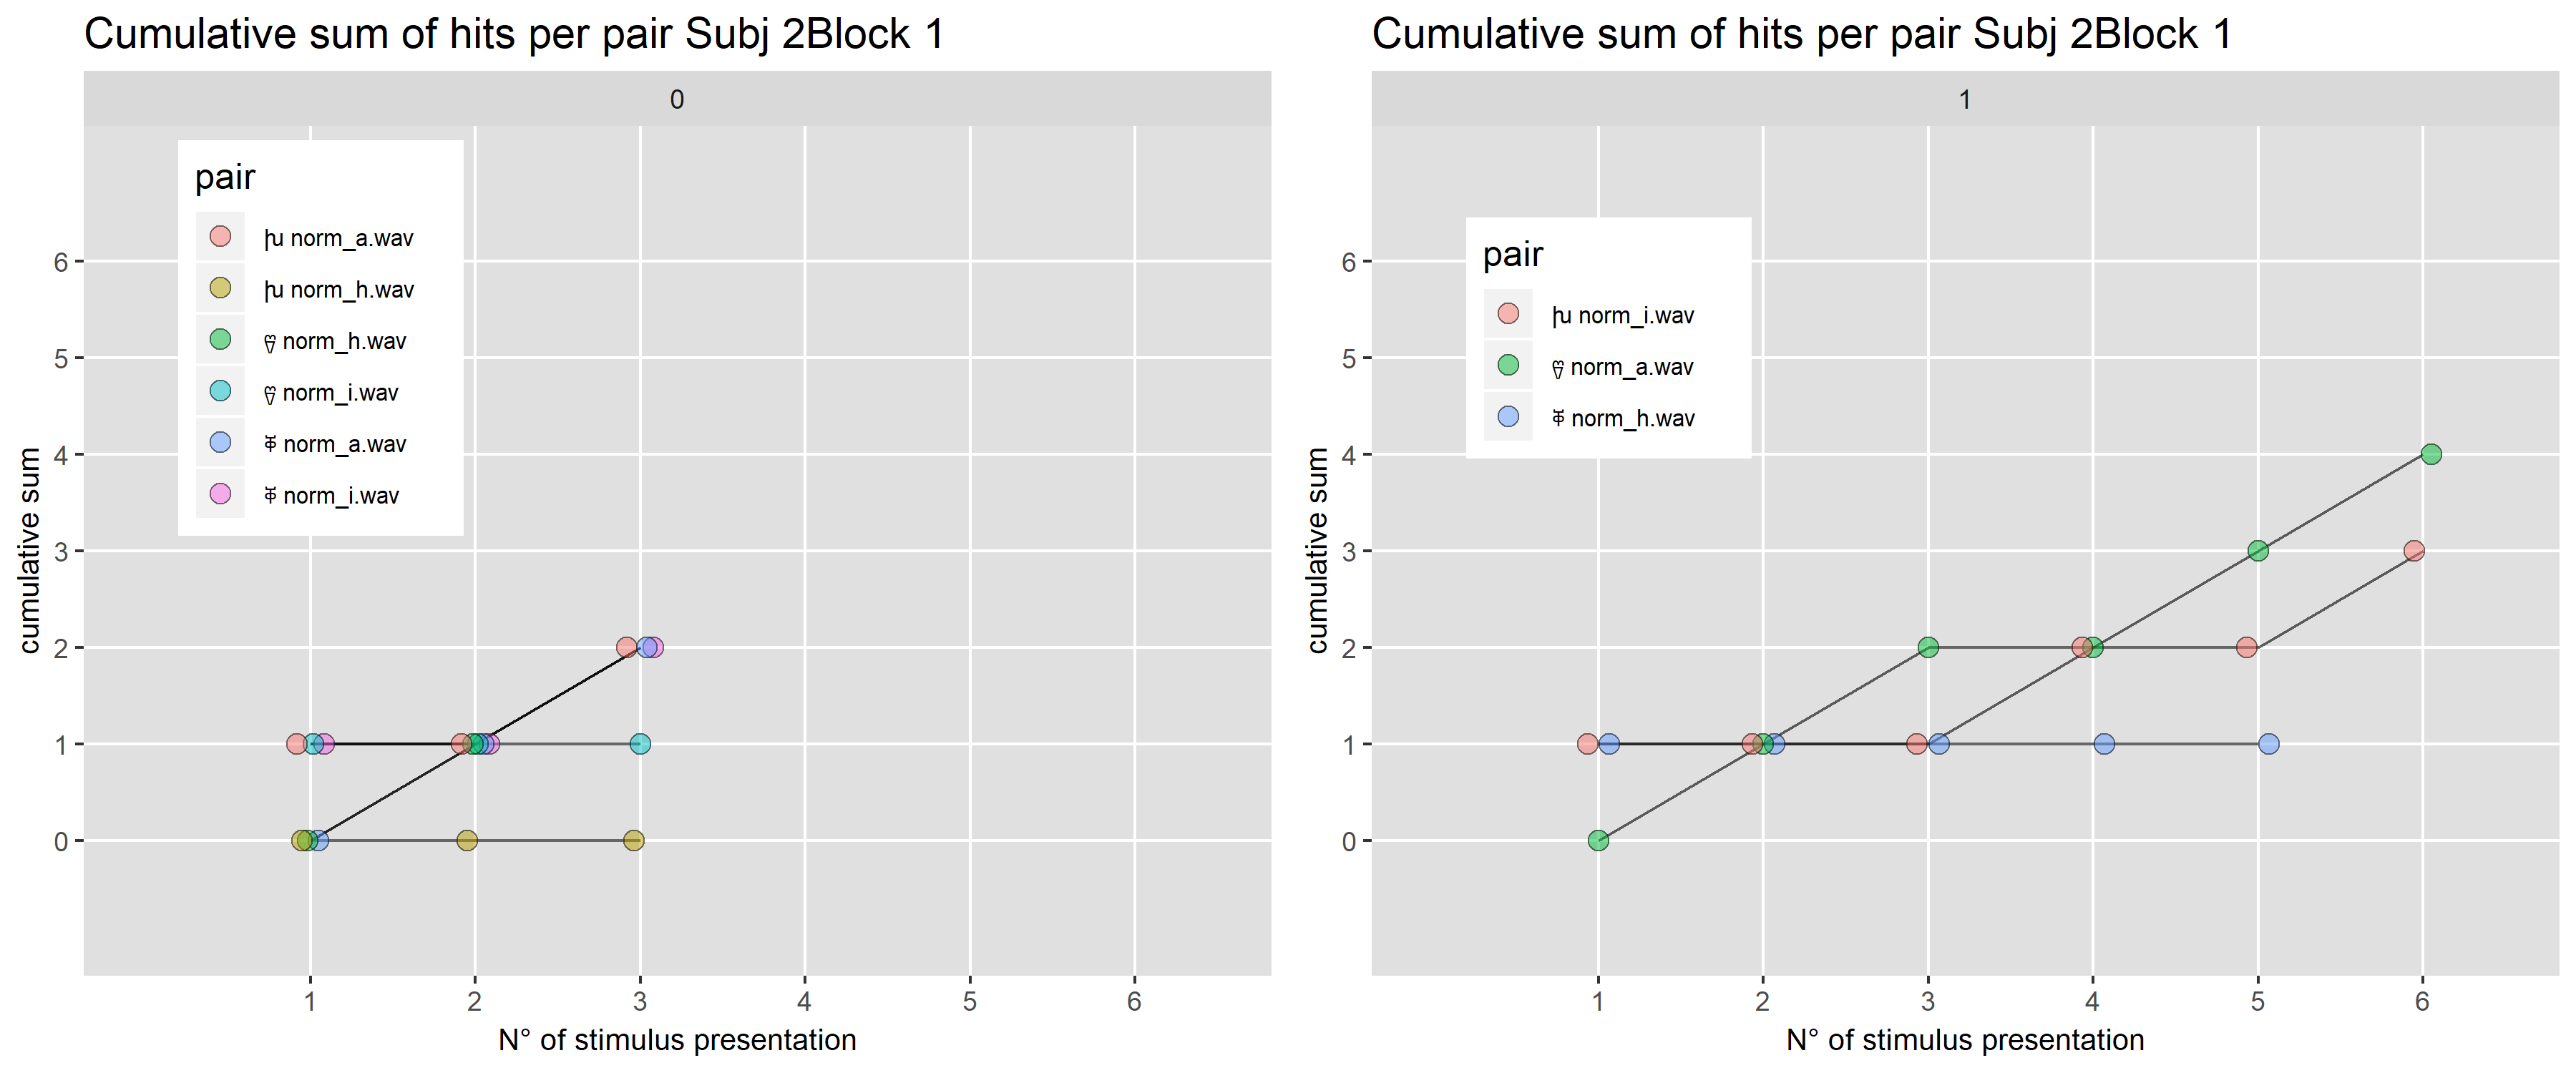 Cumulative sum of hits per pair Subj 2Block 1
0
pair
norm_a.wav
norm_h.wav
norm_h.wav
norm_i.wav
norm_a.wav
norm_i.wav
6
5
4
3
2
1
0
cumulative sum
1 2 3 4 5 6
N° of stimulus presentation
Cumulative sum of hits per pair Subj 2Block 1
1
pair
norm_i.wav
norm_a.wav
norm_h.wav
6
5
4
3
2
1
0
cumulative sum
1 2 3 4 5 6
N° of stimulus presentation